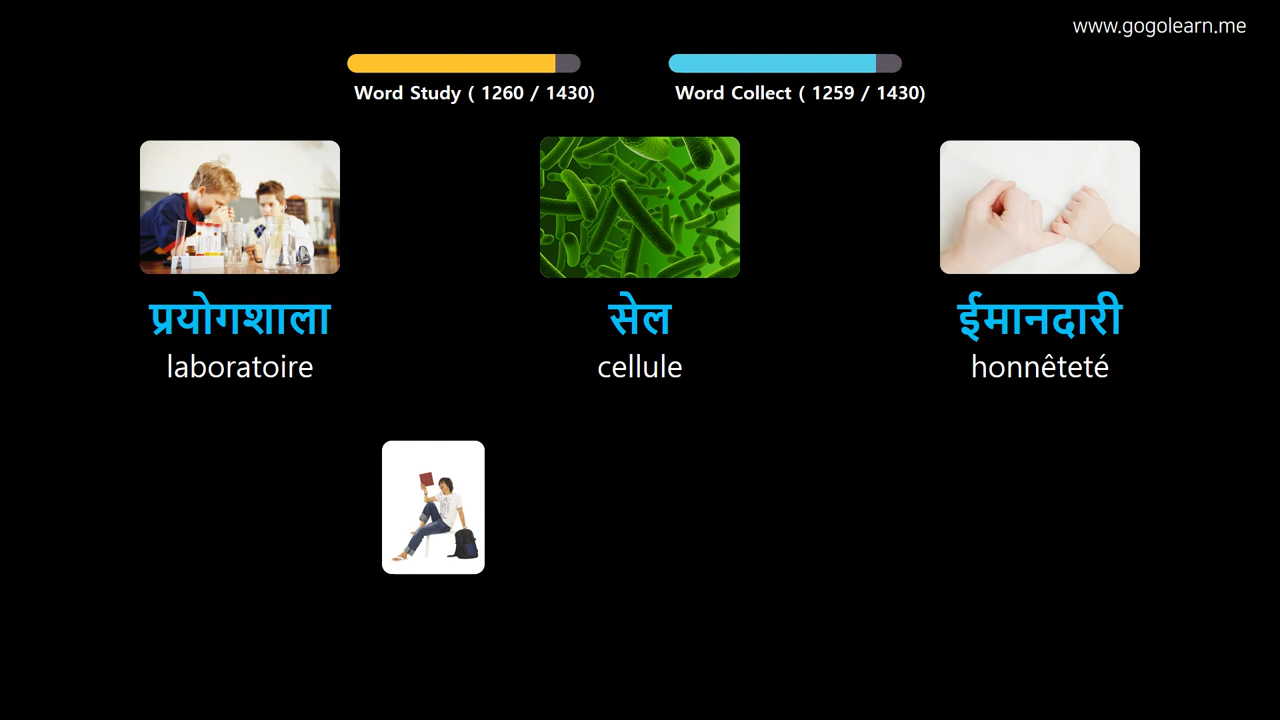 www.gogolearn.me
Word Study ( 1260 / 1430)
Word Collect ( 1259 / 1430)
प्रयोगशाला
laboratoire
सेल
cellule
ईमानदारी
honnêteté